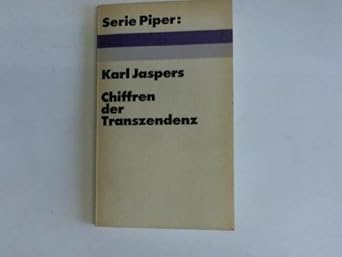 Serie Piper:
Karl Jaspers
Chiffren
der
Transzendenz